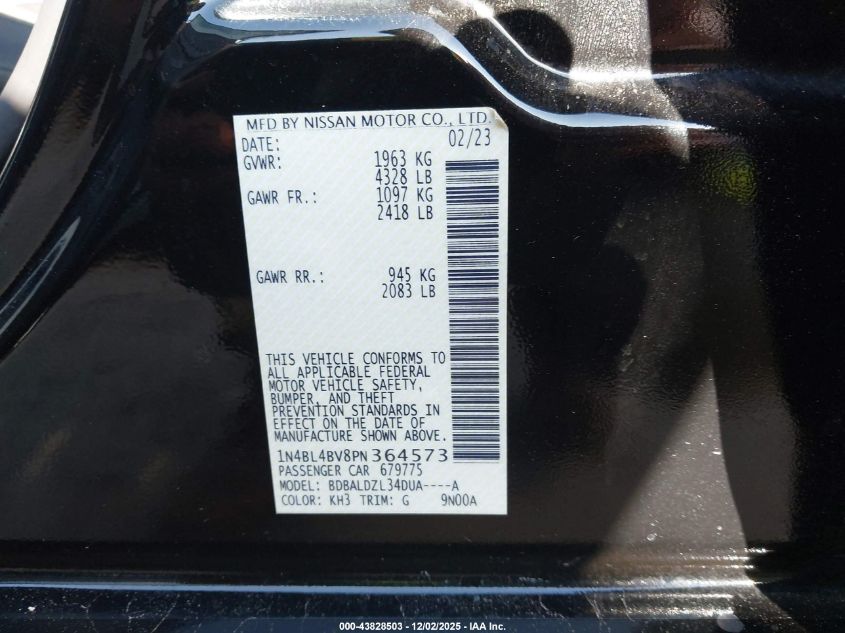 MFD BY NISSAN MOTOR CO., LTD.
DATE: 02/23
GVWR: 1963 KG
4328 LB
GAWR FR.: 1097 KG
2418 LB
GAWR RR.: 945 KG
2083 LB
THIS VEHICLE CONFORMS TO
ALL APPLICABLE FEDERAL
MOTOR VEHICLE SAFETY,
BUMPER, AND THEFT
PREVENTION STANDARDS IN
EFFECT ON THE DATE OF
MANUFACTURE SHOWN ABOVE.
1N4BL4BV8PN364573
PASSENGER CAR 679775
MODEL: BDBALDZL34DUA----A
COLOR: KH3 TRIM: G 9N00A
000-43828503 - 12/02/2025 - IAA Inc.